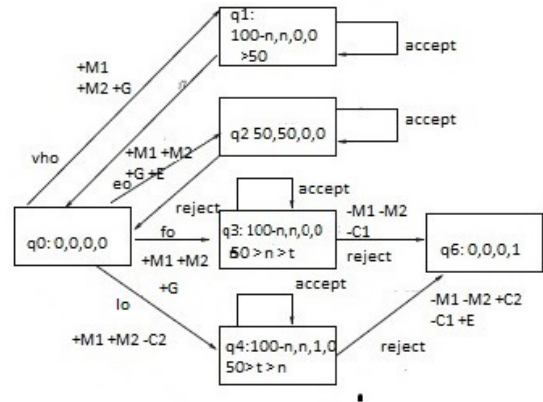 q1:
100-n,n,0,0
>50
accept
+M1
+M2 +G
vho
q2 50,50,0,0
accept
+M1 +M2
+G +E
eo
reject
accept
q0: 0,0,0,0
fo
+M1 +M2
+G
q3: 100-n,n,0,0
50 > n > t
-M1 -M2
-C1
reject
q6: 0,0,0,1
accept
lo
+M1 +M2 -C2
q4:100-n,n,1,0
50> t > n
-M1 -M2 +C2
-C1 +E
reject